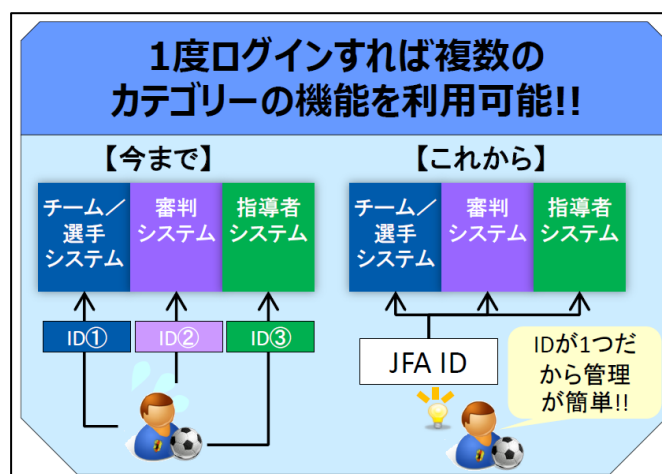 1度ログインすれば複数の
カテゴリーの機能を利用可能!!
【今まで】
チーム／
選手
システム
審判
システム
指導者
システム
ID①
ID②
ID③
【これから】
チーム／
選手
システム
審判
システム
指導者
システム
JFA ID
IDが1つだ
から管理
が簡単!!